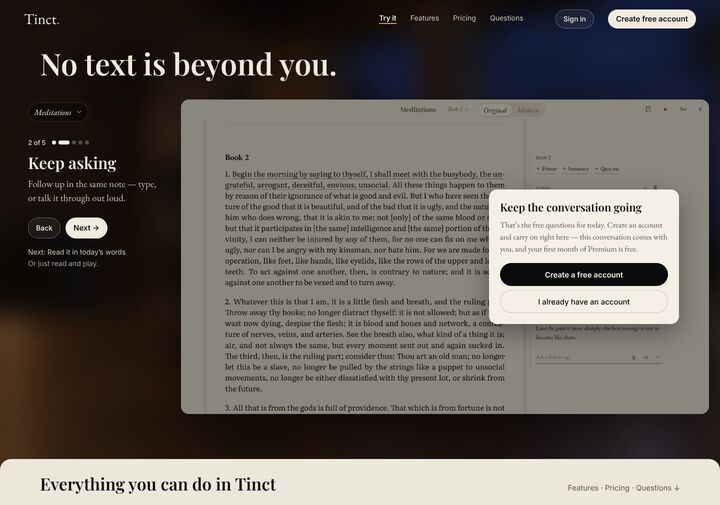 Tinct.
Try it
Features
Pricing
Questions
Sign in
Create free account
No text is beyond you.
Meditations
2 of 5
Keep asking
Follow up in the same note — type,
or talk it through out loud.
Back
Next →
Next: Read it in today's words
Or just read and play.
Meditations
Book 2
Original
Modern
Aa
Book 2
1. Begin the morning by saying to thyself, I shall meet with the busybody, the un-
grateful, arrogant, deceitful, envious, unsocial. All these things happen to them
by reason of their ignorance of what is good and evil. But I who have seen the
ture of the good that it is beautiful, and of the bad that it is ugly, and the
him who does wrong, that it is akin to me; not [only] of the same blood or
but that it participates in [the same] intelligence and [the same] portion of the
vinity, I can neither be injured by any of them, for no one can fix on me
ugly, nor can I be angry with my kinsman, nor hate him. For we are made
operation, like feet, like hands, like eyelids, like the rows of the upper and
teeth. To act against one another, then, is contrary to nature; and it is
against one another to be vexed and to turn away.
2. Whatever this is that I am, it is a little flesh and breath, and the ruling
Throw away thy books; no longer distract thyself: it is not allowed; but as if
wast now dying, despise the flesh; it is blood and bones and network, a
ture of nerves, veins, and arteries. See the breath also, what kind of a thing it is;
air, and not always the same, but every moment sent out and again sucked in.
The third, then, is the ruling part; consider thus: Thou art an old man; no longer
let this be a slave, no longer be pulled by the strings like a puppet to unsocial
movements, no longer be either dissatisfied with thy present lot, or shrink from
the future.
3. All that is from the gods is full of providence. That which is from fortune is not
Book 2
+ Primer + Summary + Quiz me
Keep the conversation going
That's the free questions for today. Create an account
and carry on right here — this conversation comes with
you, and your first month of Premium is free.
Create a free account
I already have an account
Later he puts it more sharply: the best revenge is not to
become like them.
Ask a follow-up
Everything you can do in Tinct
Features · Pricing · Questions ↓